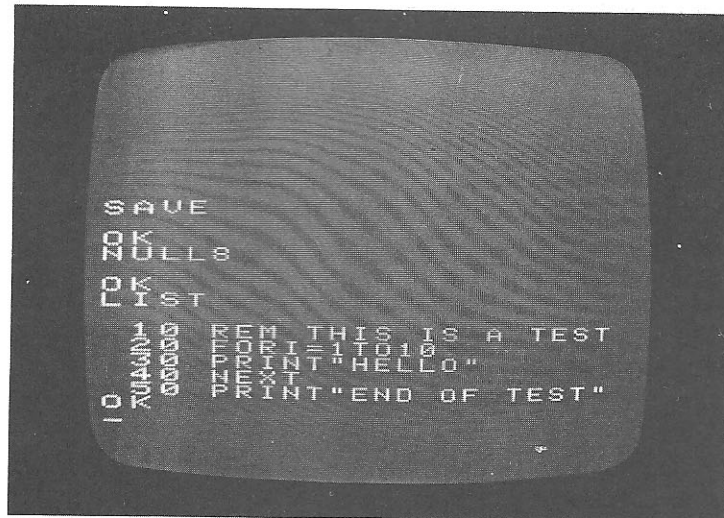 SAVE
OK
NULL8
OK
LIST
10 REM THIS IS A TEST
20 FORI=1TO10
30 PRINT"HELLO"
40 NEXT
50 PRINT"END OF TEST"
OK
_